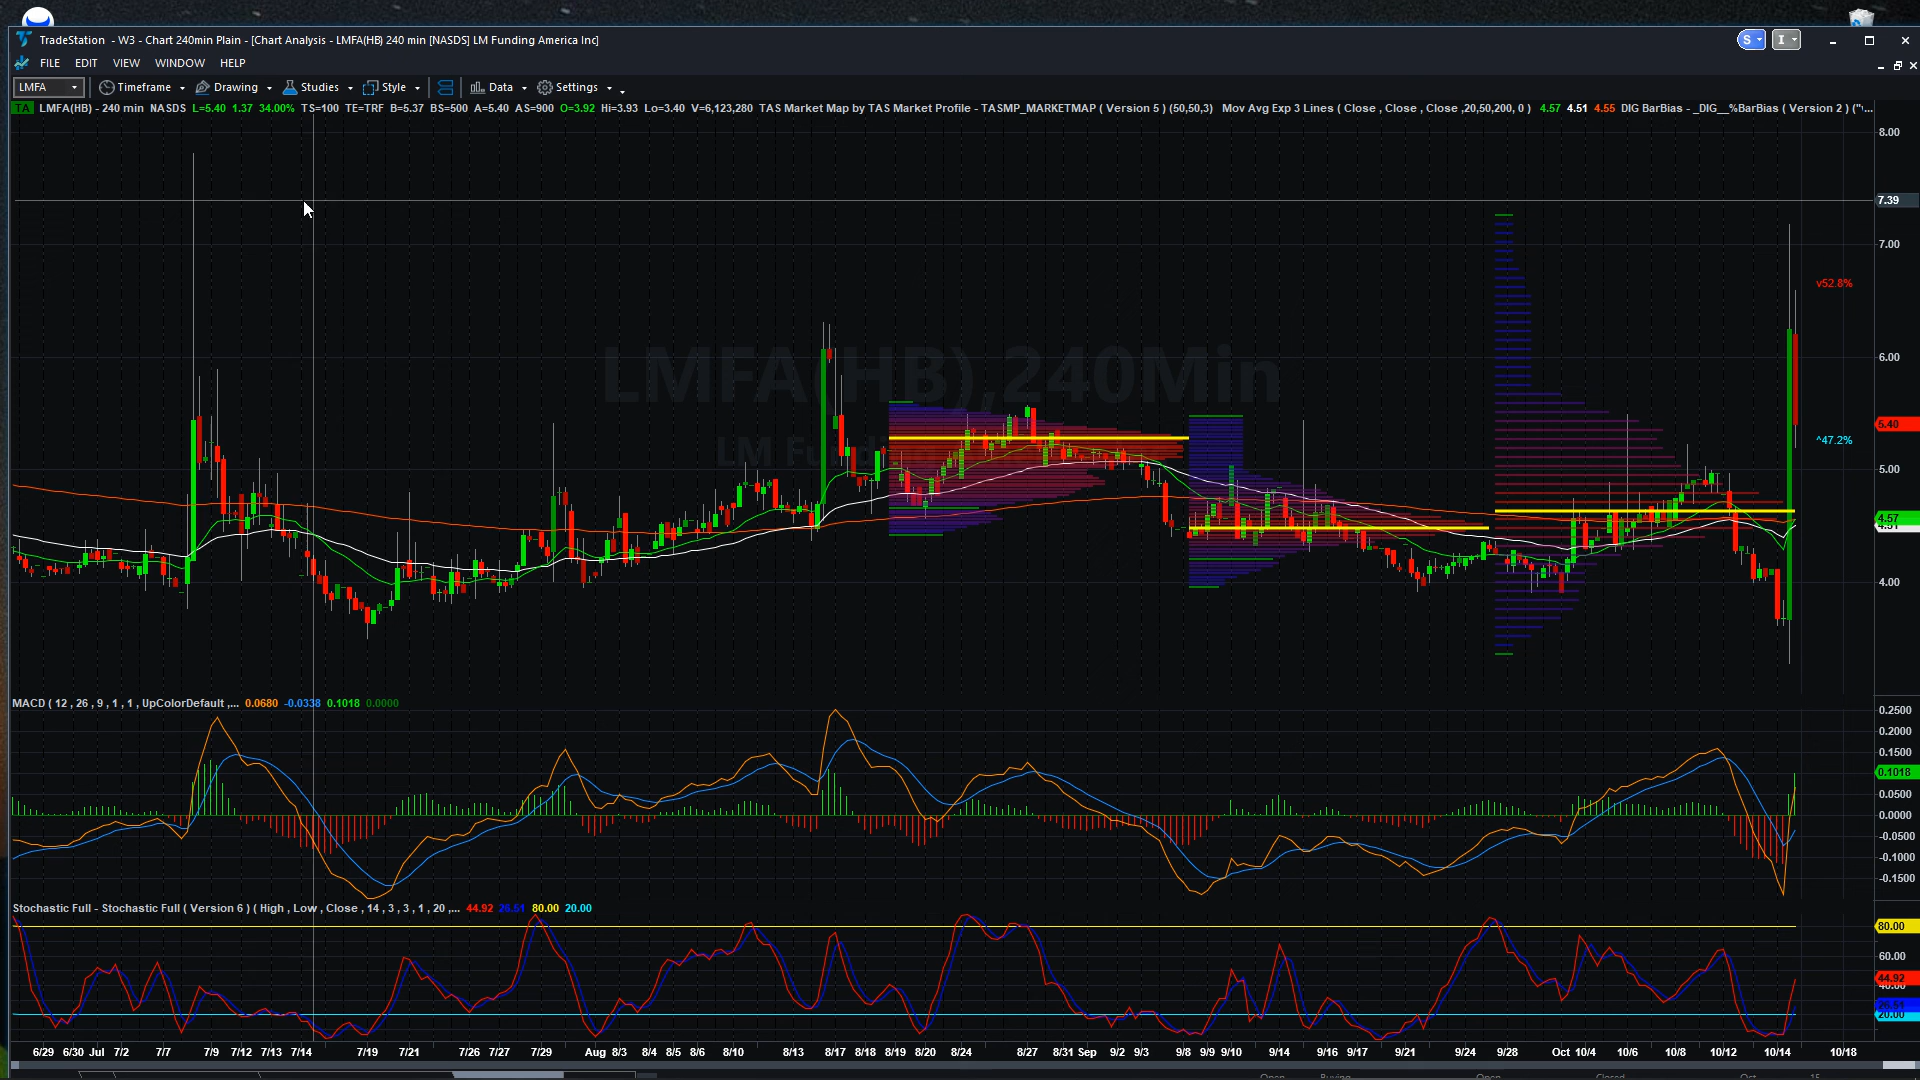 TradeStation - W3 - Chart 240min Plain - [Chart Analysis - LMFA(HB) 240 min [NASDS] LM Funding America Inc]
S I
FILE EDIT VIEW WINDOW HELP
LMFA Timeframe Drawing Studies Style Data Settings
TA LMFA(HB) - 240 min NASDS L=5.40 1.37 34.00% TS=100 TE=TRF B=5.37 BS=500 A=5.40 AS=900 O=3.92 Hi=3.93 Lo=3.40 V=6,123,280 TAS Market Map by TAS Market Profile - TASMP_MARKETMAP ( Version 5 ) (50,50,3) Mov Avg Exp 3 Lines ( Close , Close , Close ,20,50,200, 0 ) 4.57 4.51 4.55 DIG BarBias - _DIG__%BarBias ( Version 2 ) ("...
8.00
7.39
7.00
v52.8%
6.00
LMFA(HB),240Min
5.40
^47.2%
LM Fu
5.00
4.57
4.51
4.00
MACD ( 12 , 26 , 9 , 1 , 1 , UpColorDefault ,... 0.0680 -0.0338 0.1018 0.0000
0.2500
0.2000
0.1500
0.1018
0.0500
0.0000
-0.0500
-0.1000
-0.1500
Stochastic Full - Stochastic Full ( Version 6 ) ( High , Low , Close , 14 , 3 , 3 , 1 , 20 ,... 44.92 26.51 80.00 20.00
80.00
60.00
44.92
40.00
26.51
20.00
6/29 6/30 Jul 7/2 7/7 7/9 7/12 7/13 7/14 7/19 7/21 7/26 7/27 7/29 Aug 8/3 8/4 8/5 8/6 8/10 8/13 8/17 8/18 8/19 8/20 8/24 8/27 8/31 Sep 9/2 9/3 9/8 9/9 9/10 9/14 9/16 9/17 9/21 9/24 9/28 Oct 10/4 10/6 10/8 10/12 10/14 10/18